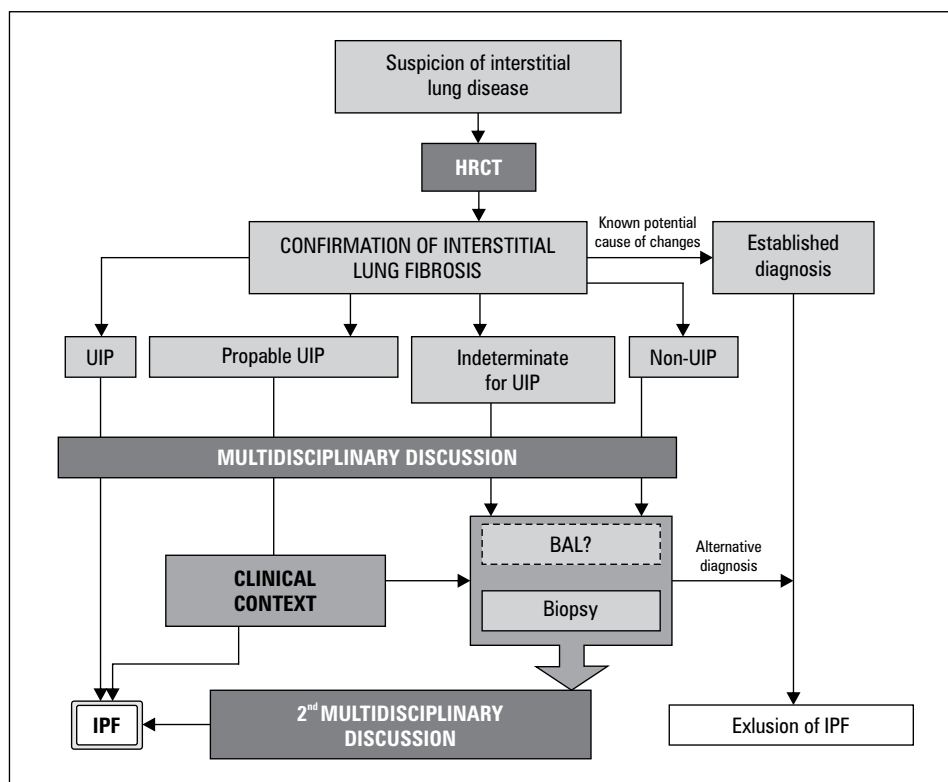 Suspicion of interstitial
lung disease
HRCT
CONFIRMATION OF INTERSTITIAL
LUNG FIBROSIS
Known potential
cause of changes
Established
diagnosis
UIP
Propable UIP
Indeterminate
for UIP
Non-UIP
MULTIDISCIPLINARY DISCUSSION
BAL?
Biopsy
Alternative
diagnosis
CLINICAL
CONTEXT
IPF
2nd MULTIDISCIPLINARY
DISCUSSION
Exlusion of IPF